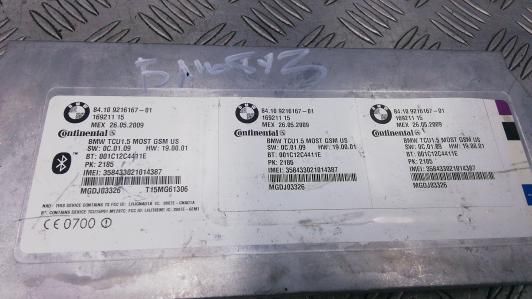 BMW
84.10 9216167-01
169211 15
MEX 26.05.2009
Continental
BMW TCU1.5 MOST GSM US
SW: 0C.01.09 HW: 19.00.01
BT: 001C12C4411E
PK: 2185
IMEI: 358433021014387
MGDJ03326 T15MG61306
CE 0700
BMW
84.10 9216167-01
169211 15
MEX 26.05.2009
Continental
BMW TCU1.5 MOST GSM US
SW: 0C.01.09 HW: 19.00.01
BT: 001C12C4411E
PK: 2185
IMEI: 358433021014387
MGDJ03326
BMW
84.10 9216167-01
169211 15
MEX 26.05.2009
Continental
BMW TCU1.5 MOST GSM US
SW: 0C.01.09 HW: 19.00.01
BT: 001C12C4411E
PK: 2185
IMEI: 358433021014387
MGDJ03326